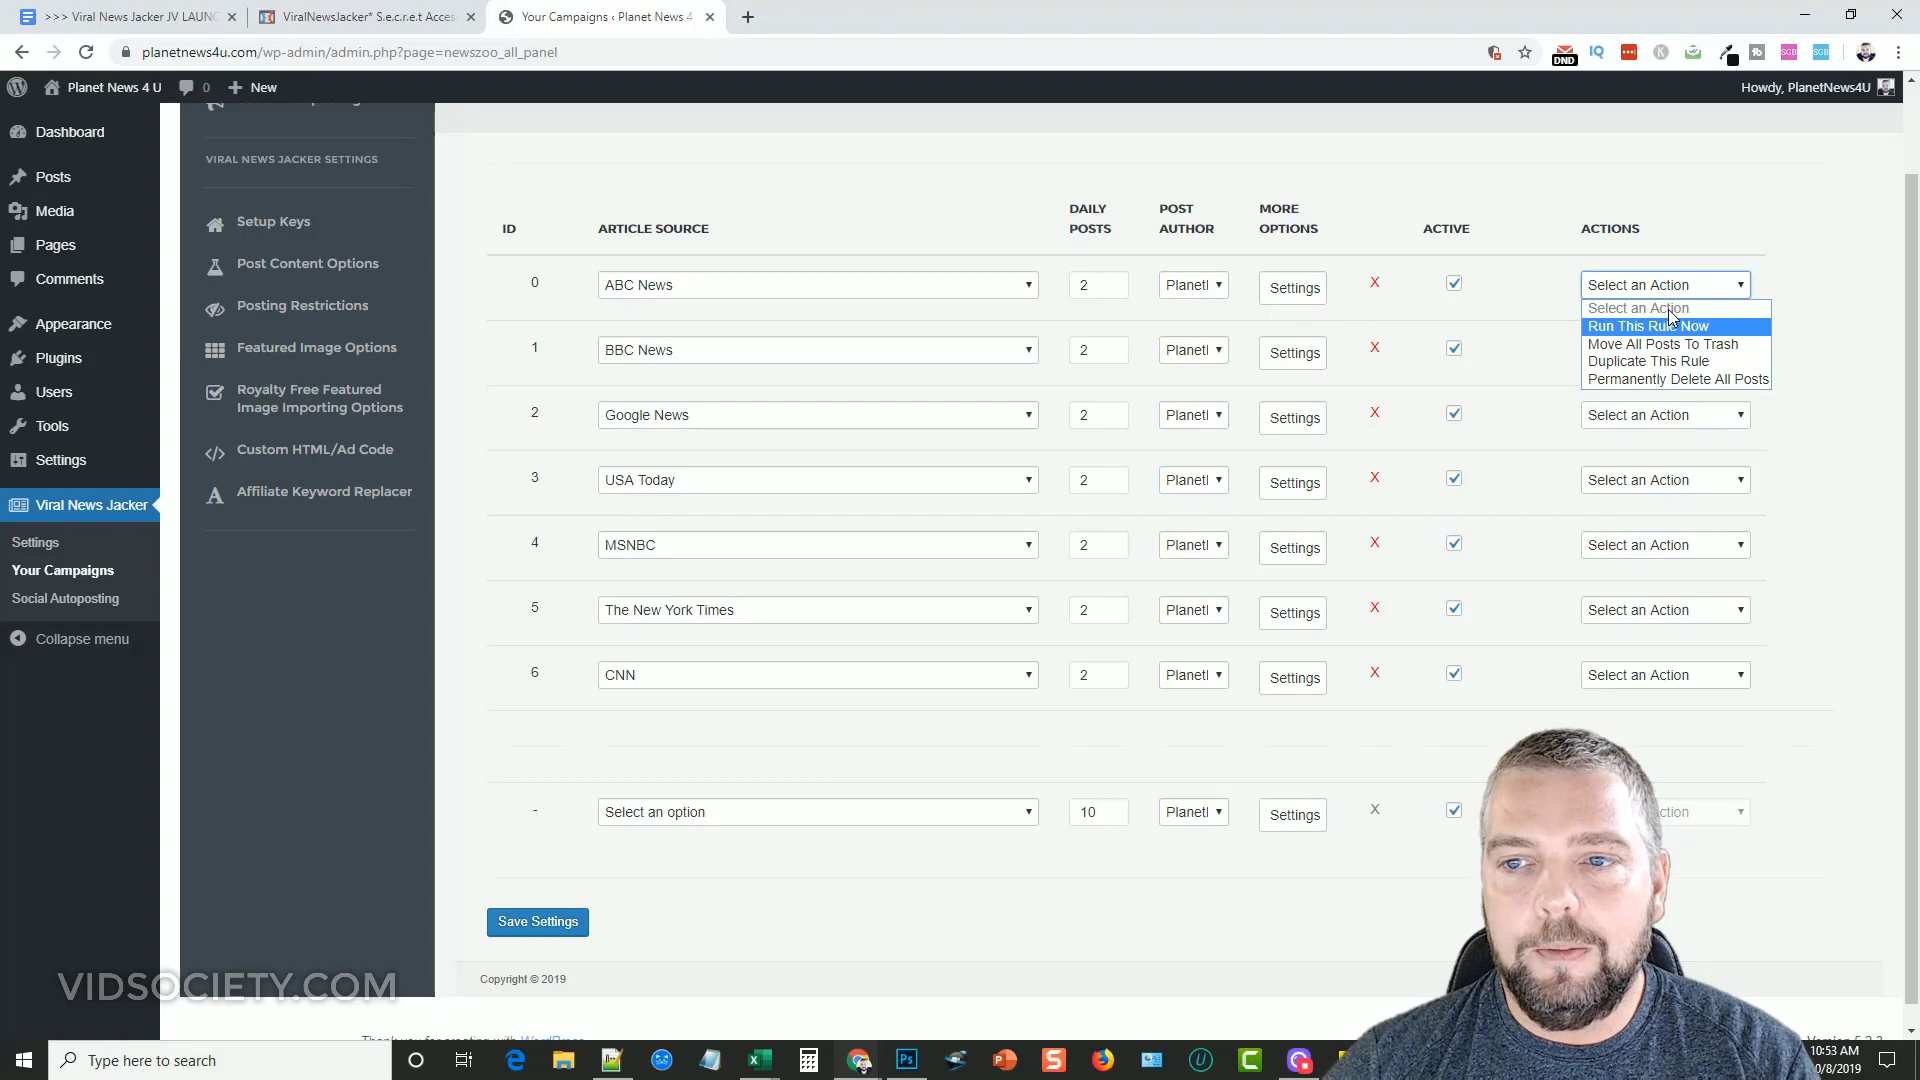 >>> Viral News Jacker JV LAUNC
ViralNewsJacker* S.e.c.r.e.t Acces
Your Campaigns ‹ Planet News 4
planetnews4u.com/wp-admin/admin.php?page=newszoo_all_panel
DND
Planet News 4 U
0
New
Howdy, PlanetNews4U
Dashboard
Posts
Media
Pages
Comments
Appearance
Plugins
Users
Tools
Settings
Viral News Jacker
Settings
Your Campaigns
Social Autoposting
Collapse menu
VIRAL NEWS JACKER SETTINGS
Setup Keys
Post Content Options
Posting Restrictions
Featured Image Options
Royalty Free Featured
Image Importing Options
Custom HTML/Ad Code
Affiliate Keyword Replacer
ID ARTICLE SOURCE DAILY POSTS POST AUTHOR MORE OPTIONS ACTIVE ACTIONS
0 ABC News 2 Planetl Settings X Select an Action
Select an Action
Run This Rule Now
Move All Posts To Trash
Duplicate This Rule
Permanently Delete All Posts
1 BBC News 2 Planetl Settings X
2 Google News 2 Planetl Settings X Select an Action
3 USA Today 2 Planetl Settings X Select an Action
4 MSNBC 2 Planetl Settings X Select an Action
5 The New York Times 2 Planetl Settings X Select an Action
6 CNN 2 Planetl Settings X Select an Action
- Select an option 10 Planetl Settings X ction
Save Settings
Copyright © 2019
VIDSOCIETY.COM
Type here to search
10:53 AM
0/8/2019